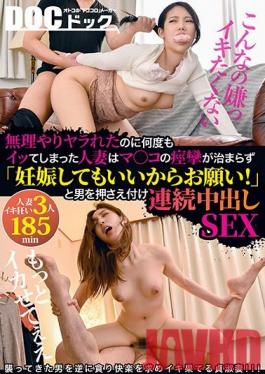 DOC ドック
こんなの嫌っ
イキたくない
無理やりヤラれたのに何度も
イッてしまった人妻はマ〇コの痙攣が治まらず
「妊娠してもいいからお願い!」
と男を押さえ付け
連続中出し
SEX
人妻
イキ狂い3人
185min
もっと
イカせてぇえ
襲ってきた男を逆に貪り快楽を求めイキ果てる貞淑妻!!!